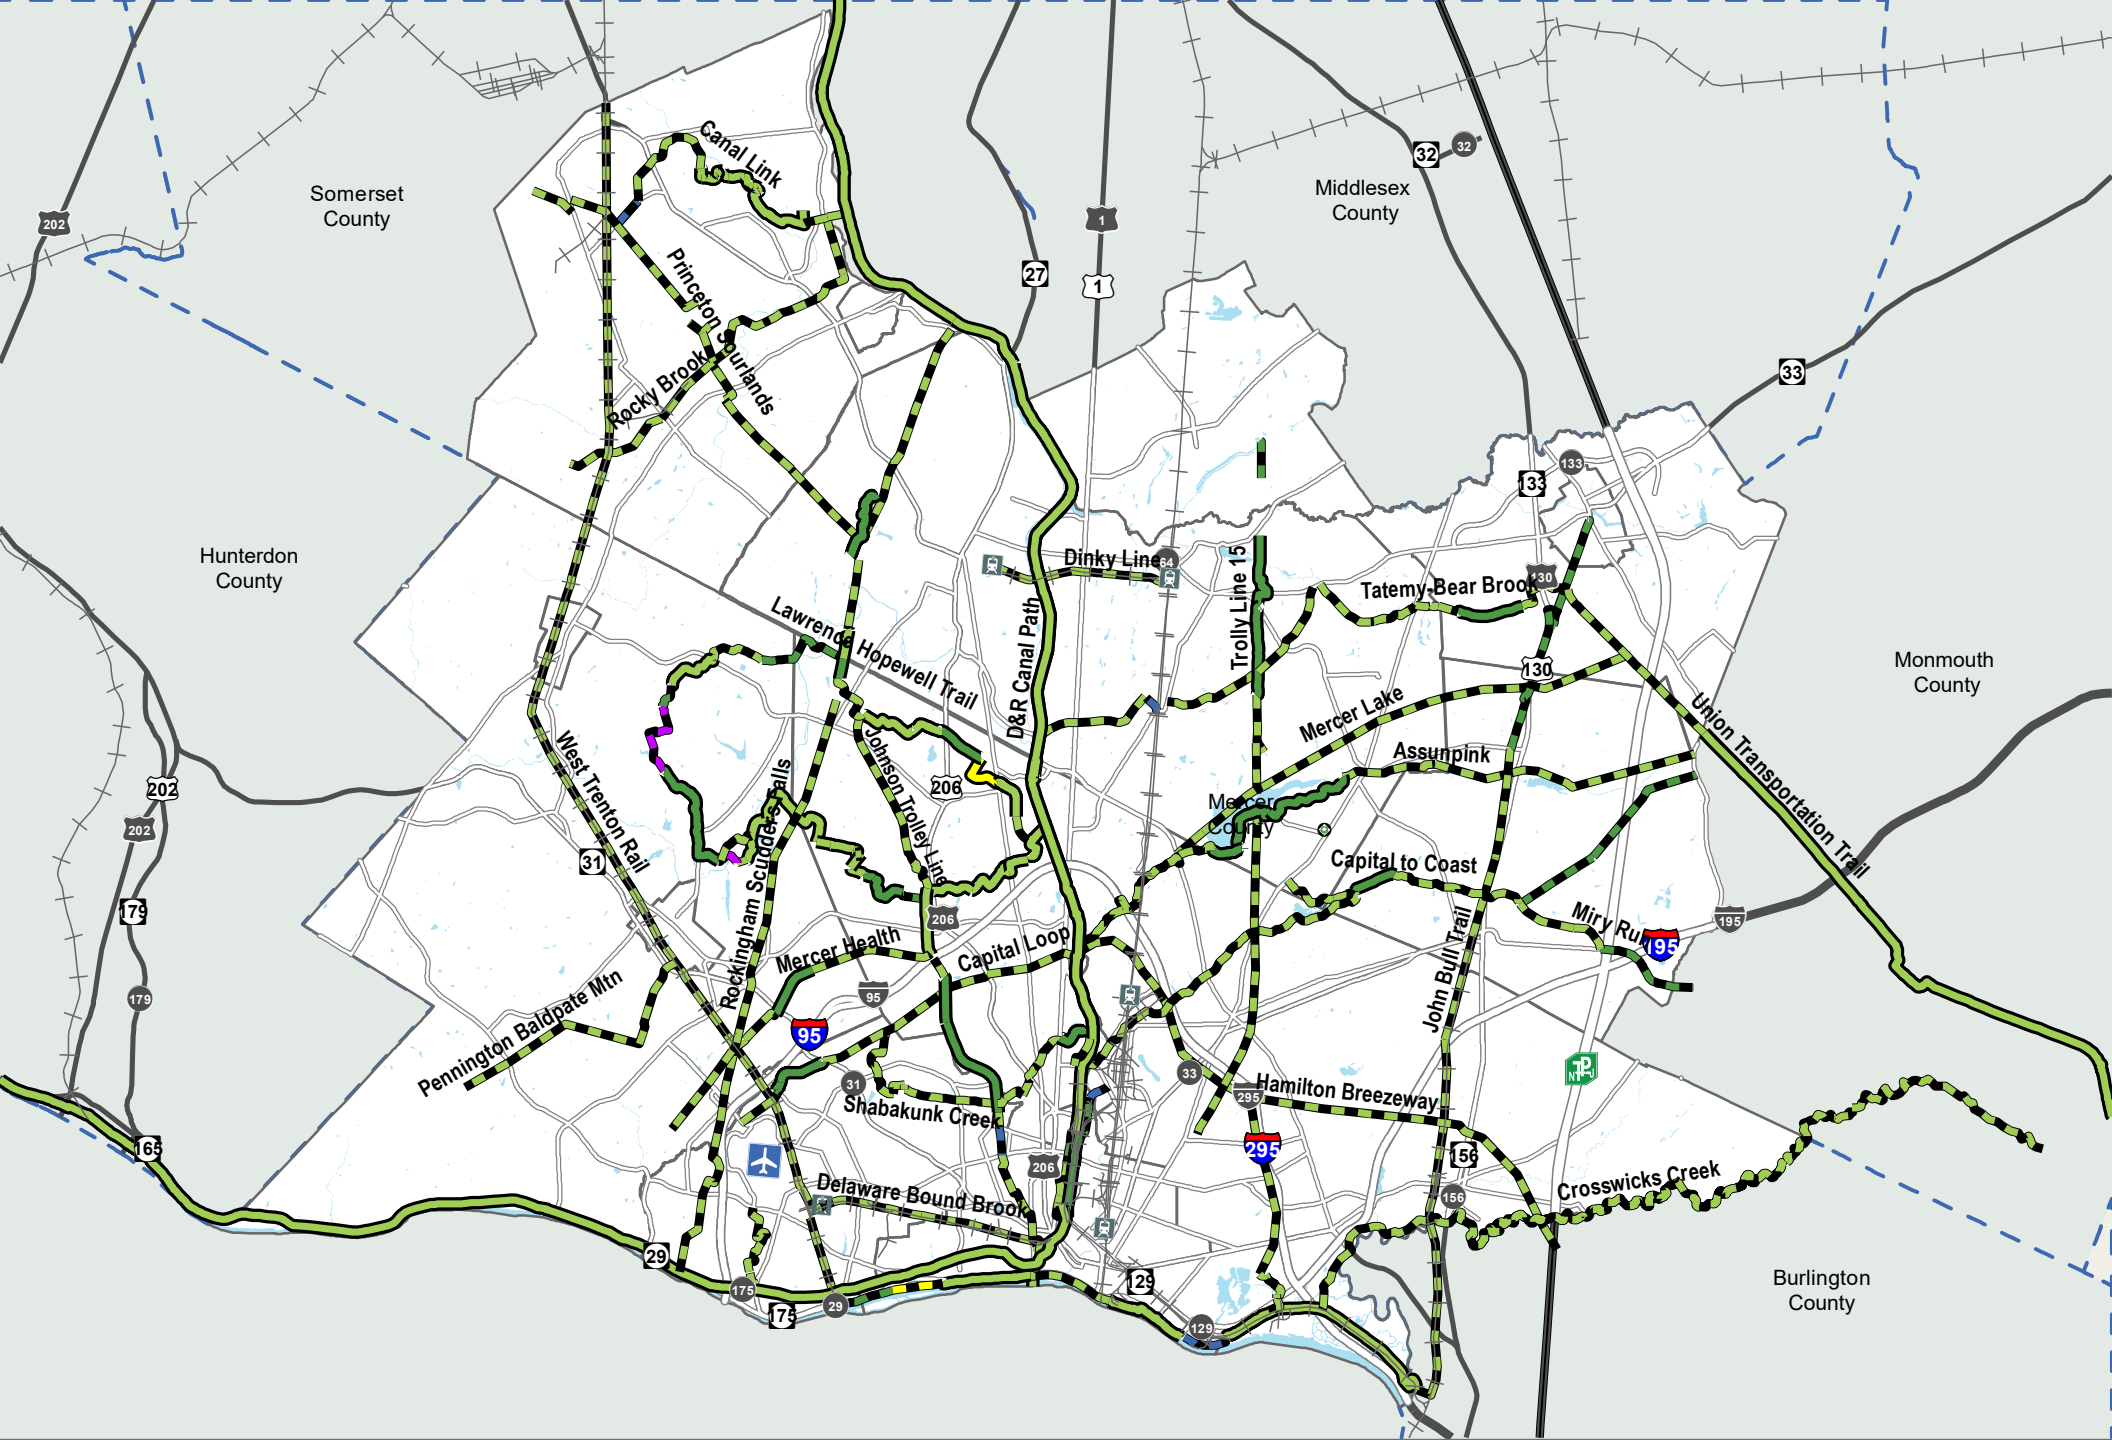 Canal Link
32
32
Somerset
County
Middlesex
County
202
1
27
1
Princeton Sourlands
33
Rocky Brook
133
133
Hunterdon
County
Dinky Line
64
Trolly Line 15
Tatemy-Bear Brook
130
Lawrence Hopewell Trail
D&R Canal Path
130
Monmouth
County
Mercer Lake
Union Transportation Trail
West Trenton Rail
Johnson Trolley Line
Assunpink
202
206
Mercer
County
202
31
Rockingham Scudders Falls
Capital to Coast
179
206
Miry Run
195
195
Mercer Health
Capital Loop
John Bull Trail
Pennington Baldpate Mtn
179
95
95
33
NJTP
31
Shabakunk Creek
295
Hamilton Breezeway
165
295
156
206
Delaware Bound Brook
156
Crosswicks Creek
29
175
175
29
129
129
Burlington
County